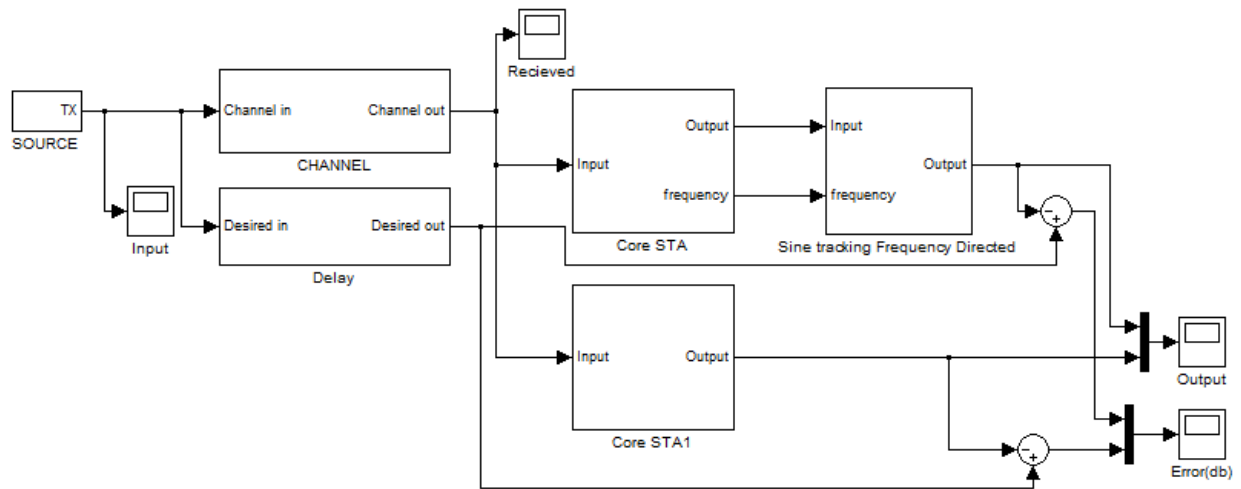 TX
SOURCE
Input
Channel in
Channel out
CHANNEL
Desired in
Desired out
Delay
Recieved
Input
Output
frequency
Core STA
Input
frequency
Output
Sine tracking Frequency Directed
Input
Output
Core STA1
Output
Error(db)